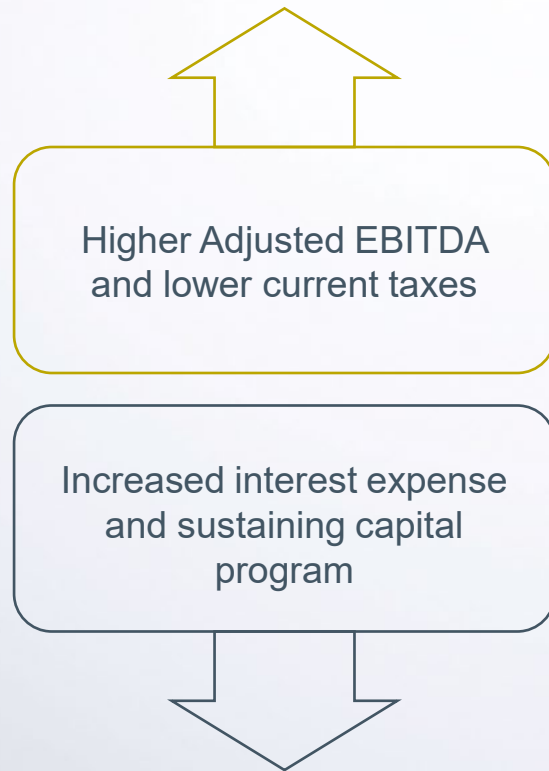 Higher Adjusted EBITDA
and lower current taxes
Increased interest expense
and sustaining capital
program